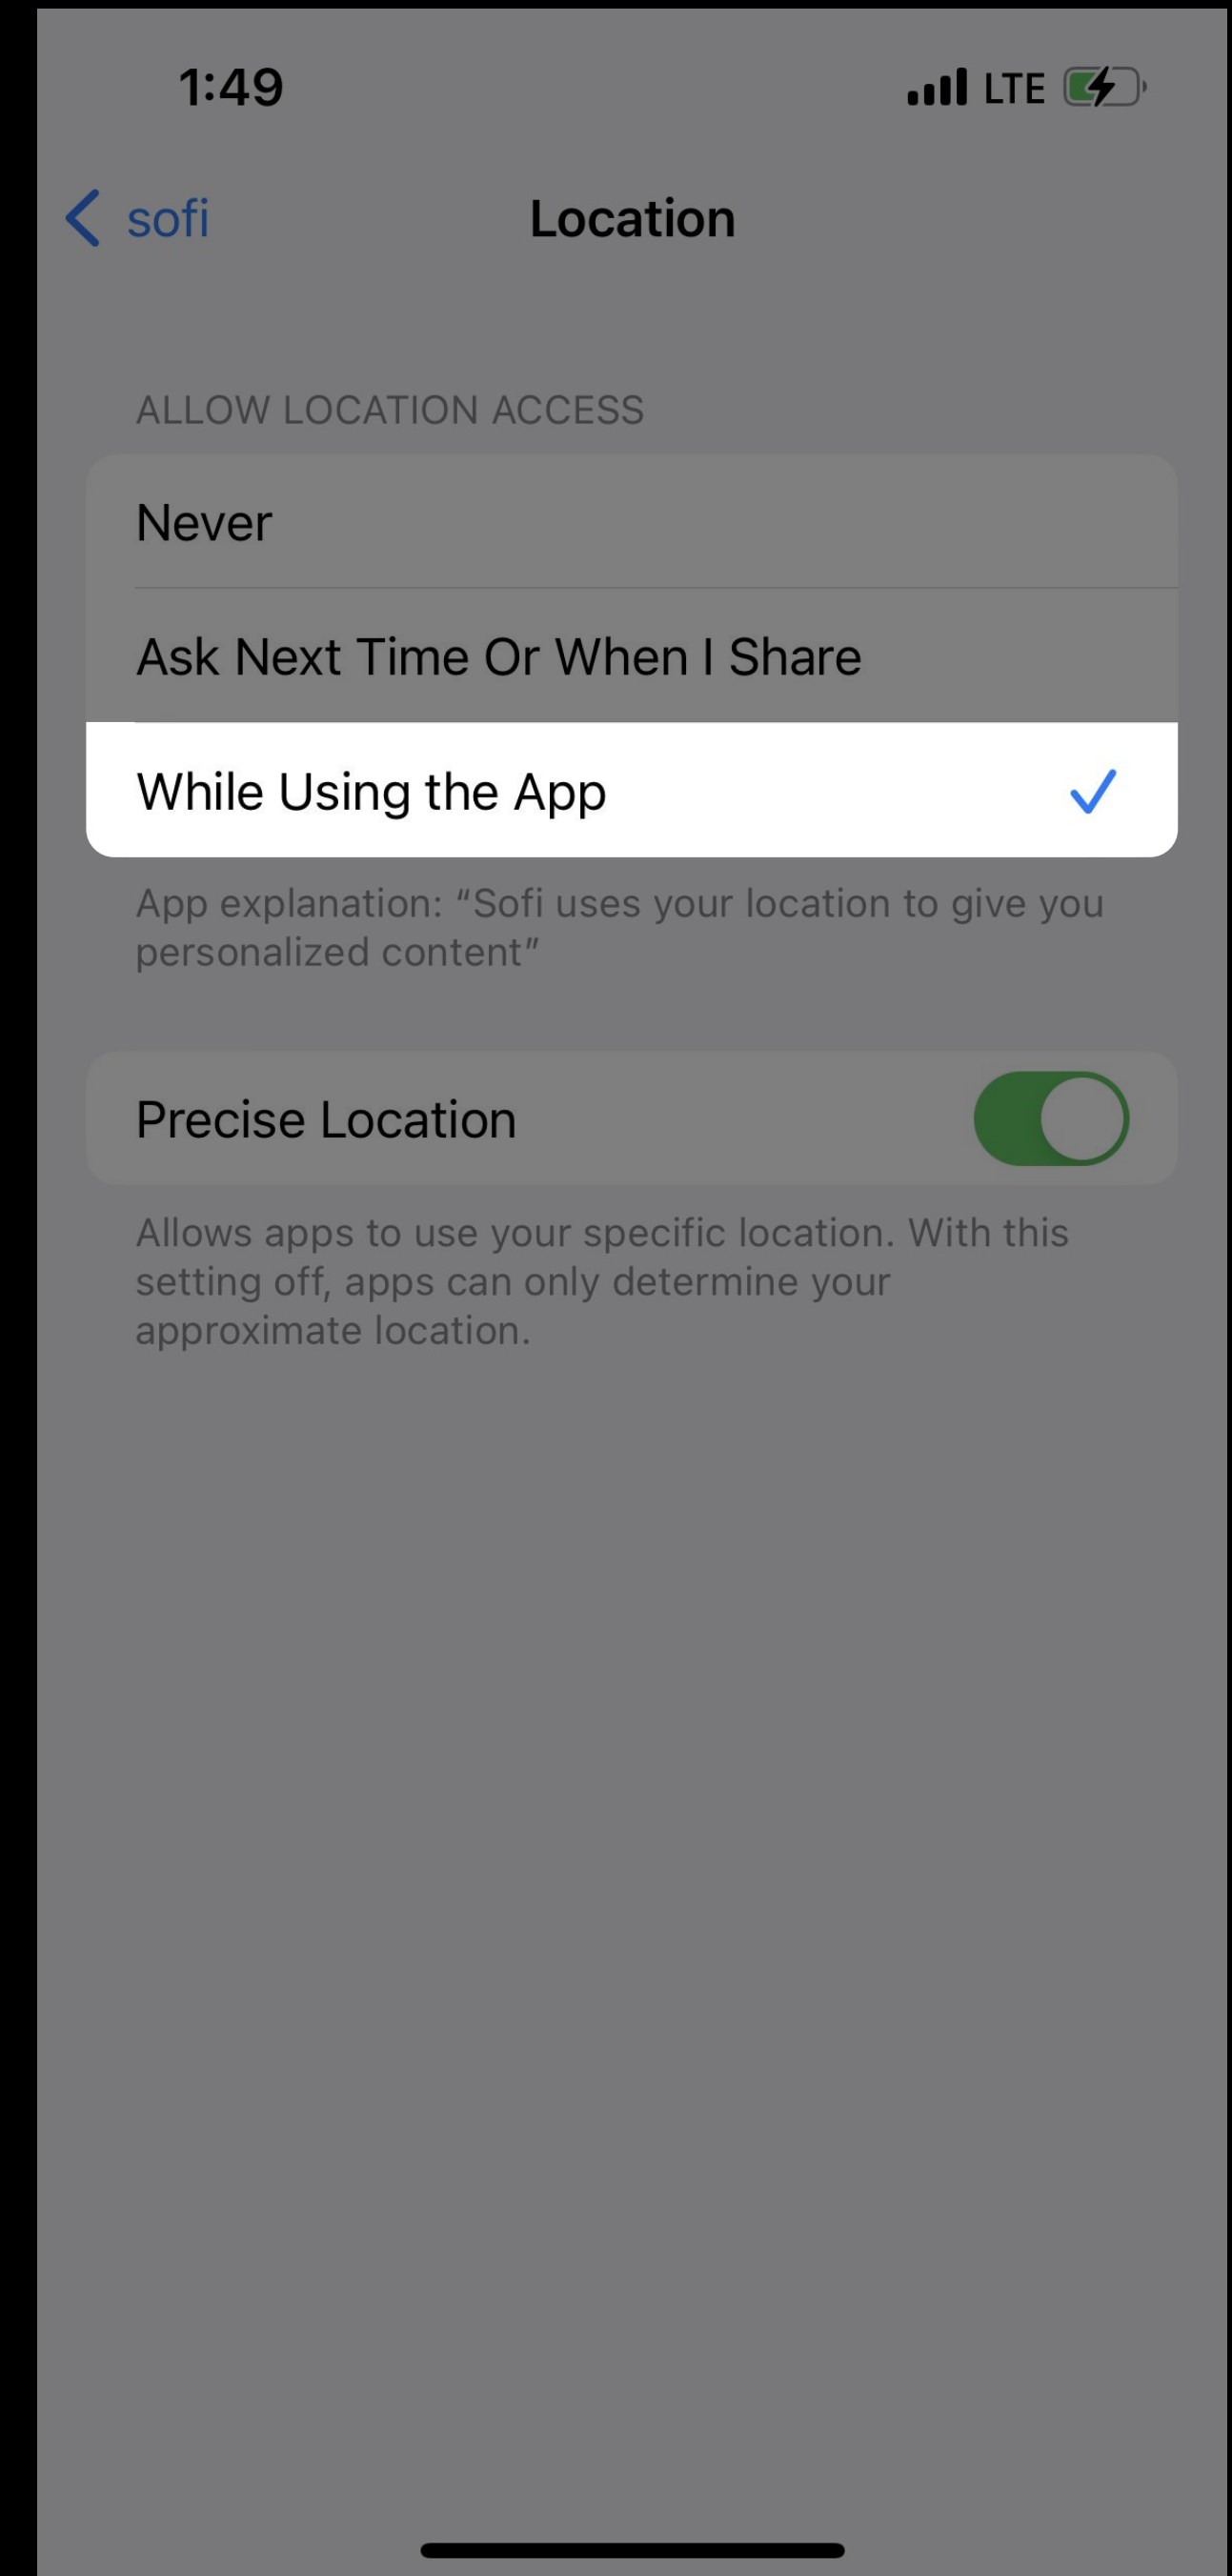 1:49
LTE
sofi
Location
ALLOW LOCATION ACCESS
Never
Ask Next Time Or When I Share
While Using the App
App explanation: “Sofi uses your location to give you
personalized content”
Precise Location
Allows apps to use your specific location. With this
setting off, apps can only determine your
approximate location.